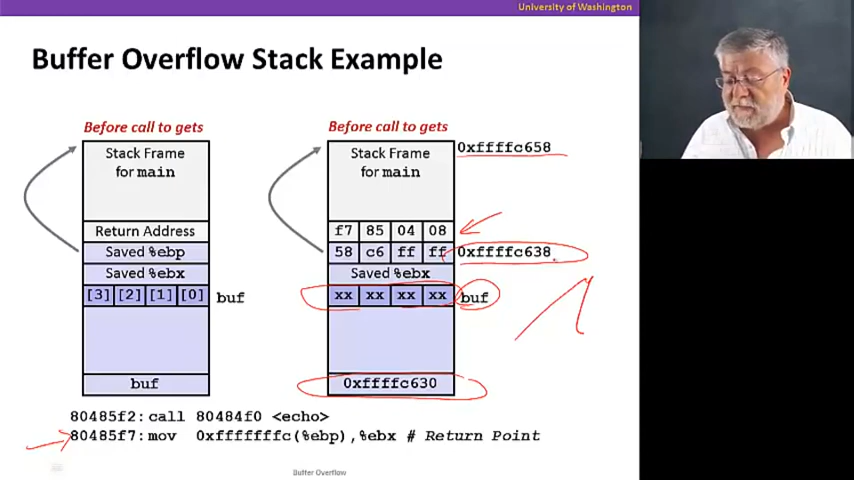 University of Washington
Buffer Overflow Stack Example
Before call to gets
Stack Frame
for main
Return Address
Saved %ebp
Saved %ebx
[3] [2] [1] [0] buf
buf
Before call to gets
Stack Frame
for main
0xffffc658
f7 85 04 08
58 c6 ff ff 0xffffc638
Saved %ebx
xx xx xx xx buf
0xffffc630
80485f2: call 80484f0 <echo>
80485f7: mov 0xfffffffc(%ebp),%ebx # Return Point
Buffer Overflow